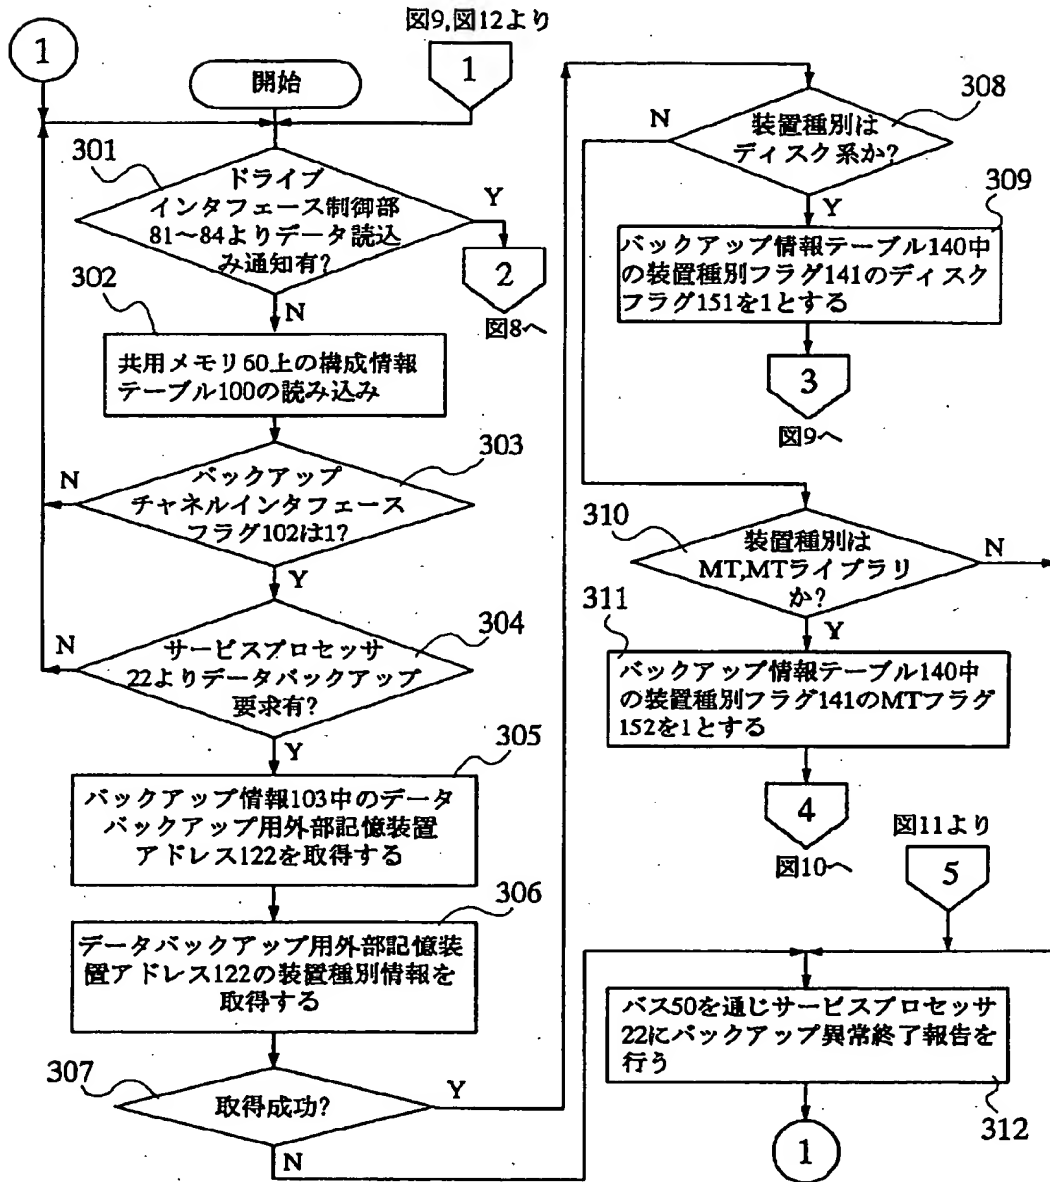 1
図9,図12より
1
開始
301
ドライブ
インタフェース制御部
81〜84よりデータ読込
み通知有?
Y
2
図8へ
N
302
共用メモリ60上の構成情報
テーブル100の読み込み
303
バックアップ
チャネルインタフェース
フラグ102は1?
N
Y
304
サービスプロセッサ
22よりデータバックアップ
要求有?
N
Y
305
バックアップ情報103中のデータ
バックアップ用外部記憶装置
アドレス122を取得する
306
データバックアップ用外部記憶装
置アドレス122の装置種別情報を
取得する
307
取得成功?
Y
N
308
装置種別は
ディスク系か?
N
Y
309
バックアップ情報テーブル140中
の装置種別フラグ141のディスク
フラグ151を1とする
3
図9へ
310
装置種別は
MT,MTライブラリ
か?
N
Y
311
バックアップ情報テーブル140中
の装置種別フラグ141のMTフラグ
152を1とする
4
図10へ
図11より
5
バス50を通じサービスプロセッサ
22にバックアップ異常終了報告を
行う
312
1